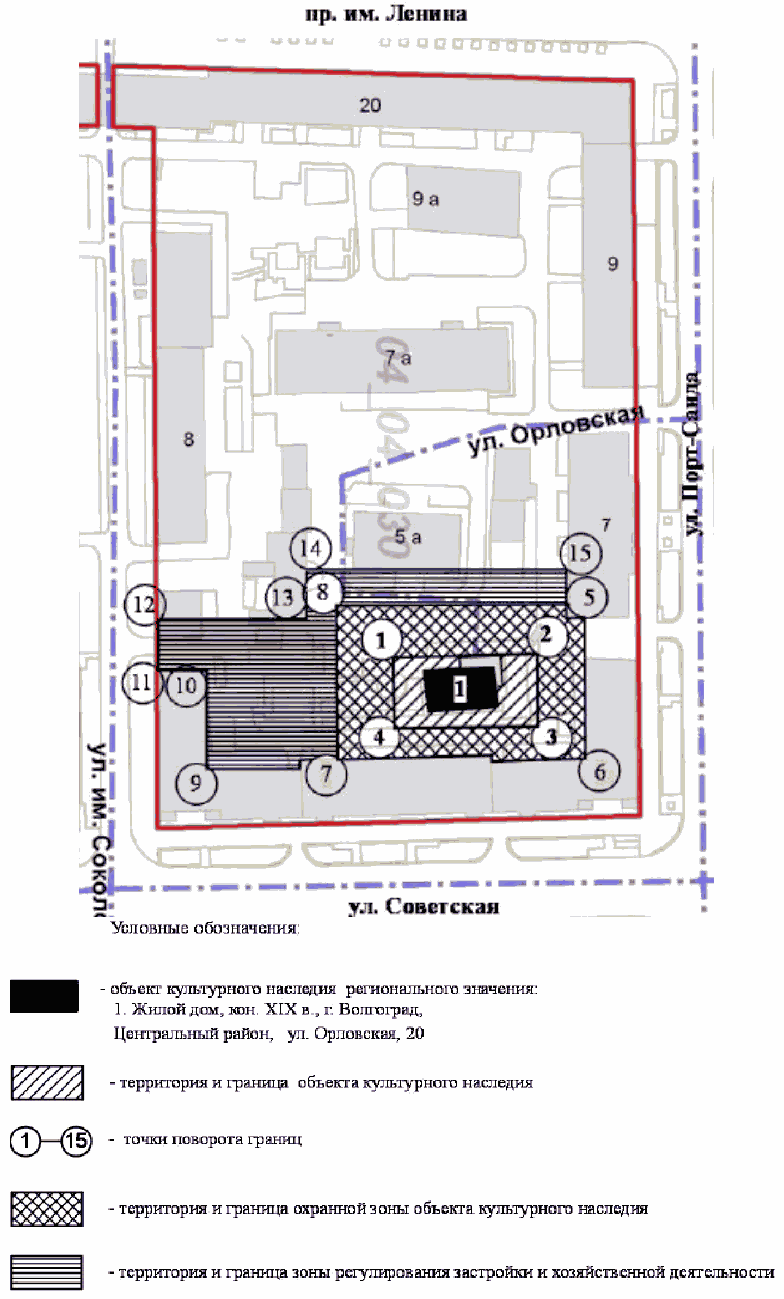 пр. им. Ленина
20
9 а
9
7 а
04_04_030
ул. Орловская
ул. Порт-Саида
8
7
5 а
14
15
12
13
8
5
1
2
11
10
1
4
3
9
7
6
ул. им. Соколо
ул. Советская
Условные обозначения:
- объект культурного наследия регионального значения:
1. Жилой дом, кон. XIX в., г. Волгоград,
Центральный район, ул. Орловская, 20
- территория и граница объекта культурного наследия
1 15 - точки поворота границ
- территория и граница охранной зоны объекта культурного наследия
- территория и граница зоны регулирования застройки и хозяйственной деятельности